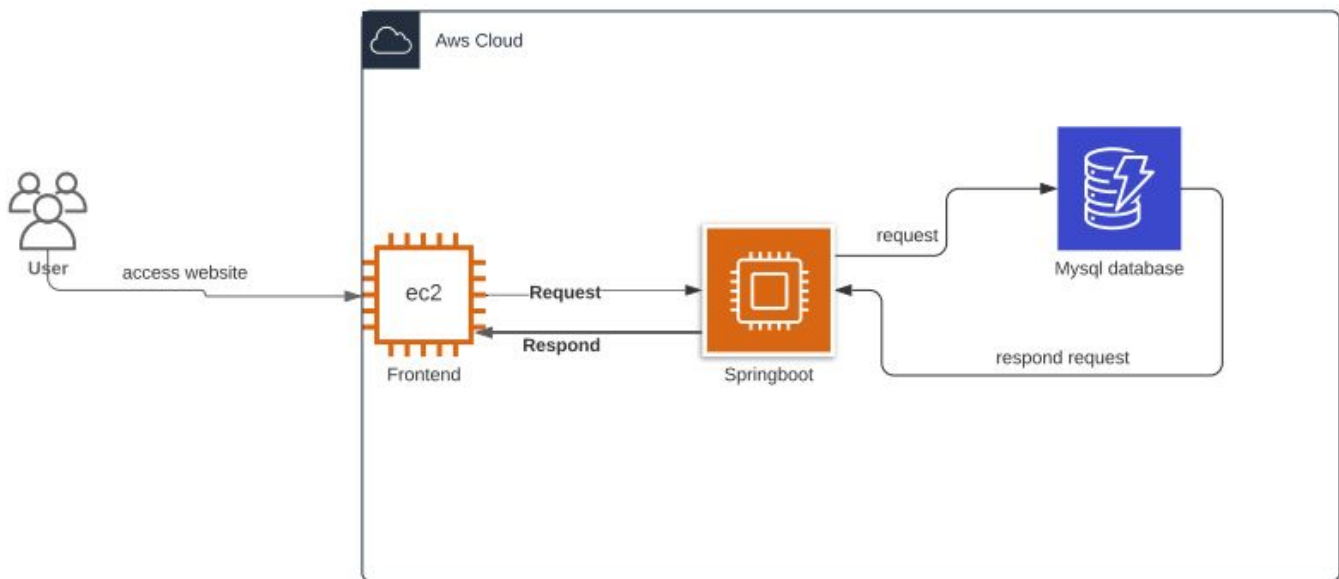 Aws Cloud
User
access website
ec2
Frontend
Request
Respond
Springboot
request
Mysql database
respond request